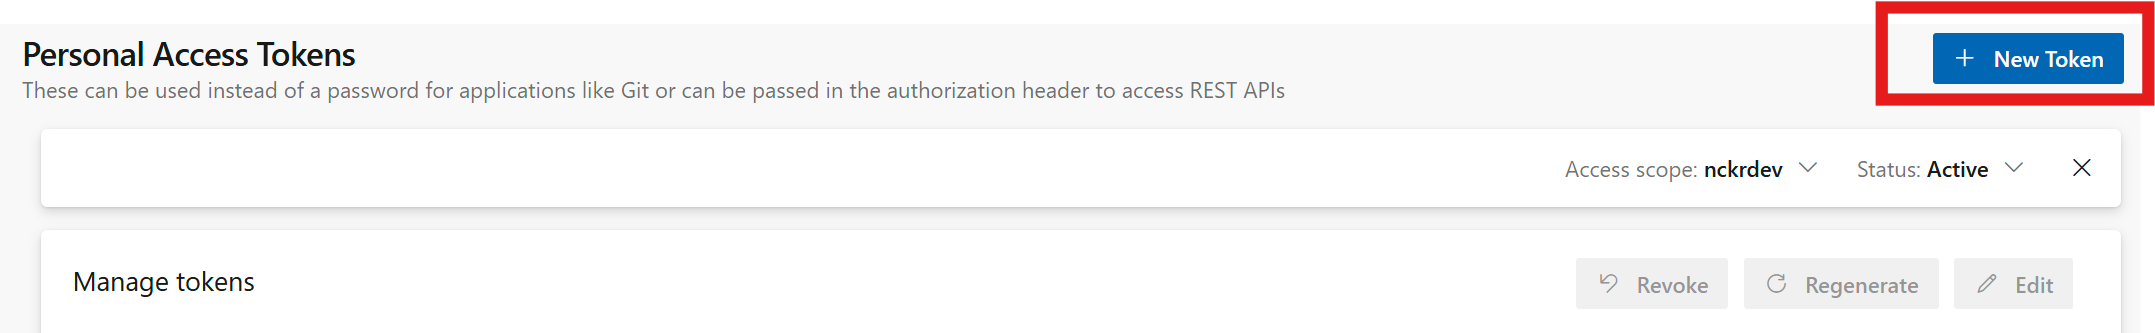 Personal Access Tokens
New Token
These can be used instead of a password for applications like Git or can be passed in the authorization header to access REST APIs
Access scope: nckrdev
Status: Active
Manage tokens
Revoke
Regenerate
Edit